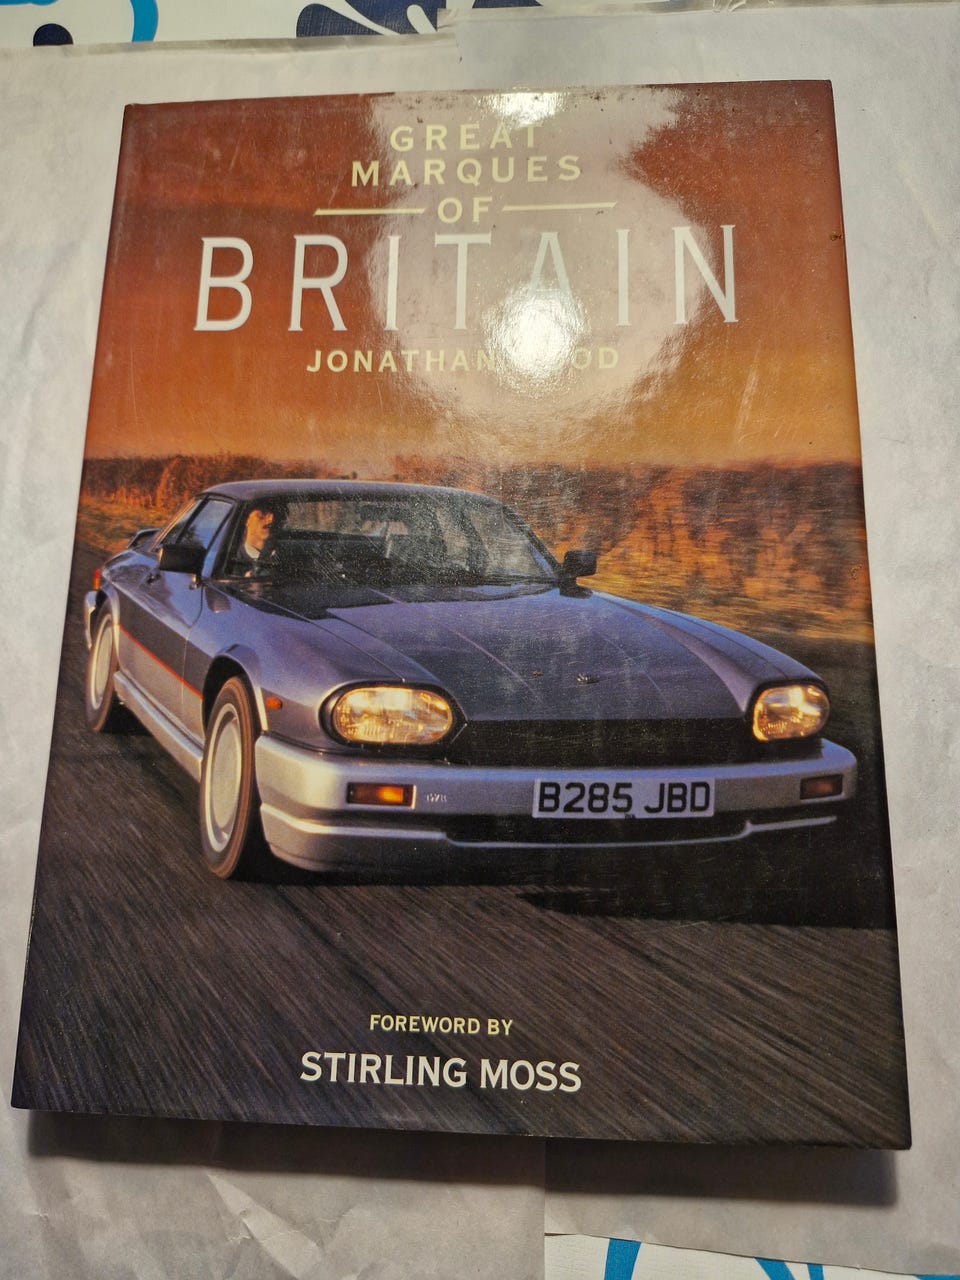 GREAT
MARQUES
OF
BRITAIN
JONATHAN
FOREWORD BY
STIRLING MOSS
B285 JBD